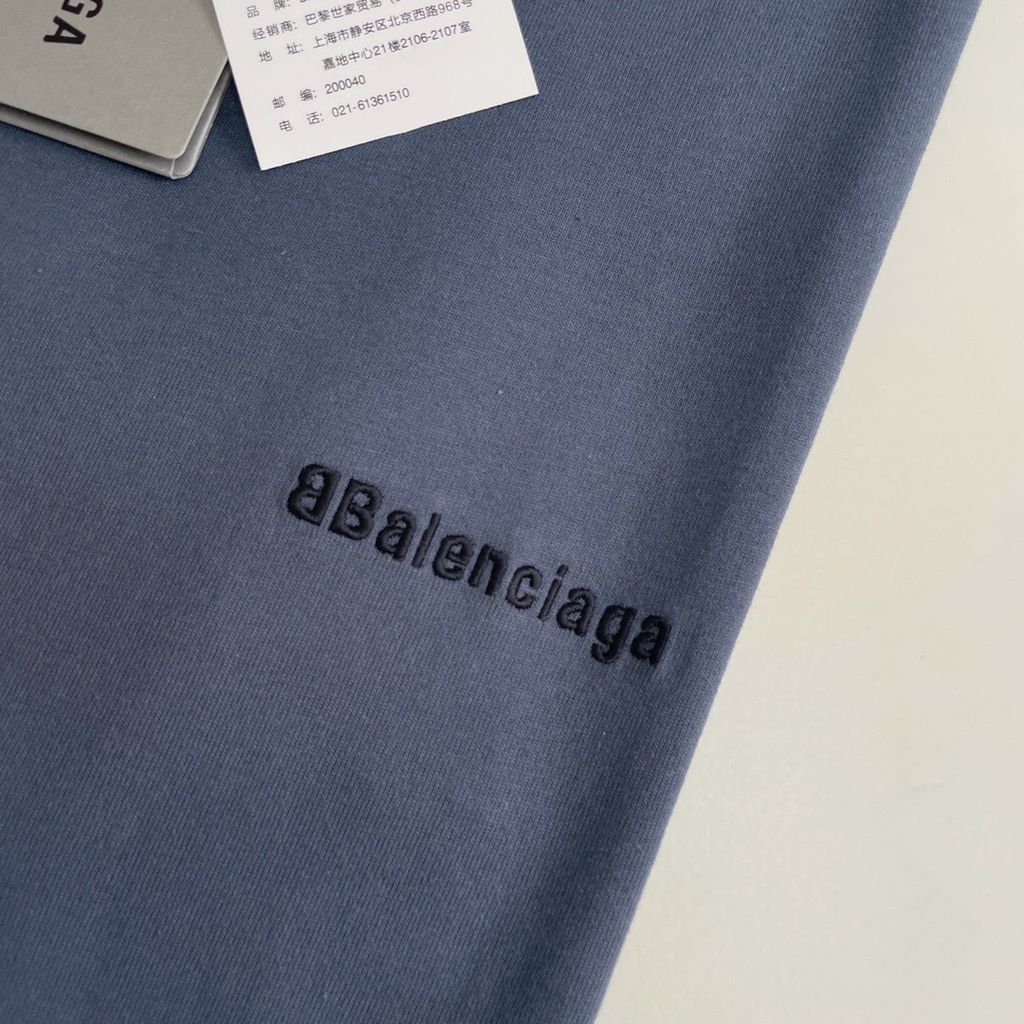 GA
品 牌:
经销商: 巴黎世家贸易
地 址: 上海市静安区北京西路968号
嘉地中心21楼2106-2107室
邮 编: 200040
电 话: 021-61361510
BBalenciaga